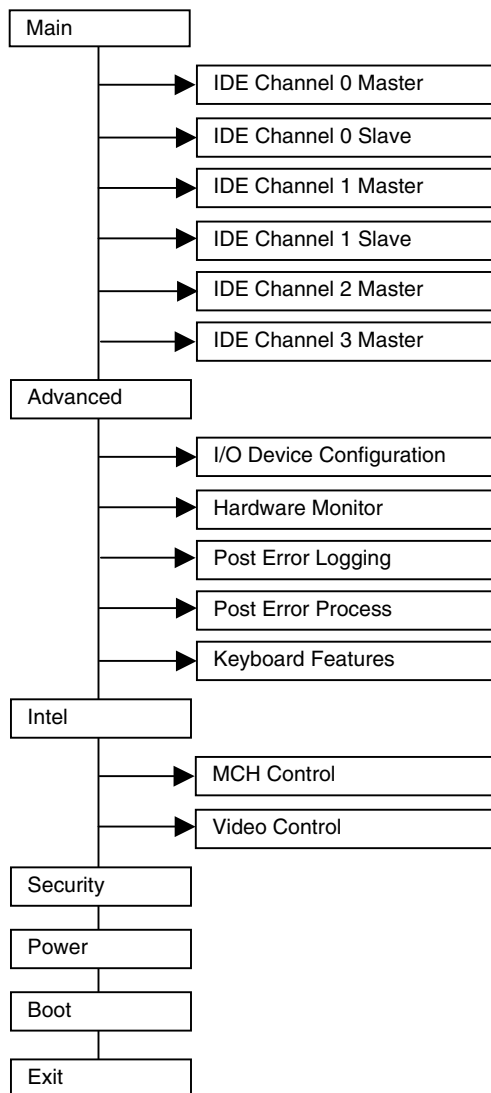 Main
IDE Channel 0 Master
IDE Channel 0 Slave
IDE Channel 1 Master
IDE Channel 1 Slave
IDE Channel 2 Master
IDE Channel 3 Master
Advanced
I/O Device Configuration
Hardware Monitor
Post Error Logging
Post Error Process
Keyboard Features
Intel
MCH Control
Video Control
Security
Power
Boot
Exit